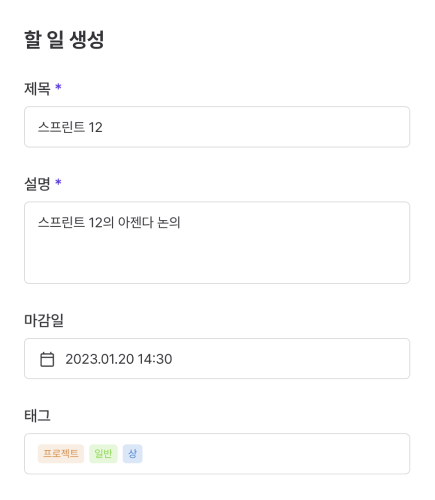 할 일 생성
제목 *
스프린트 12
설명 *
스프린트 12의 아젠다 논의
마감일
2023.01.20 14:30
태그
프로젝트 일반 상